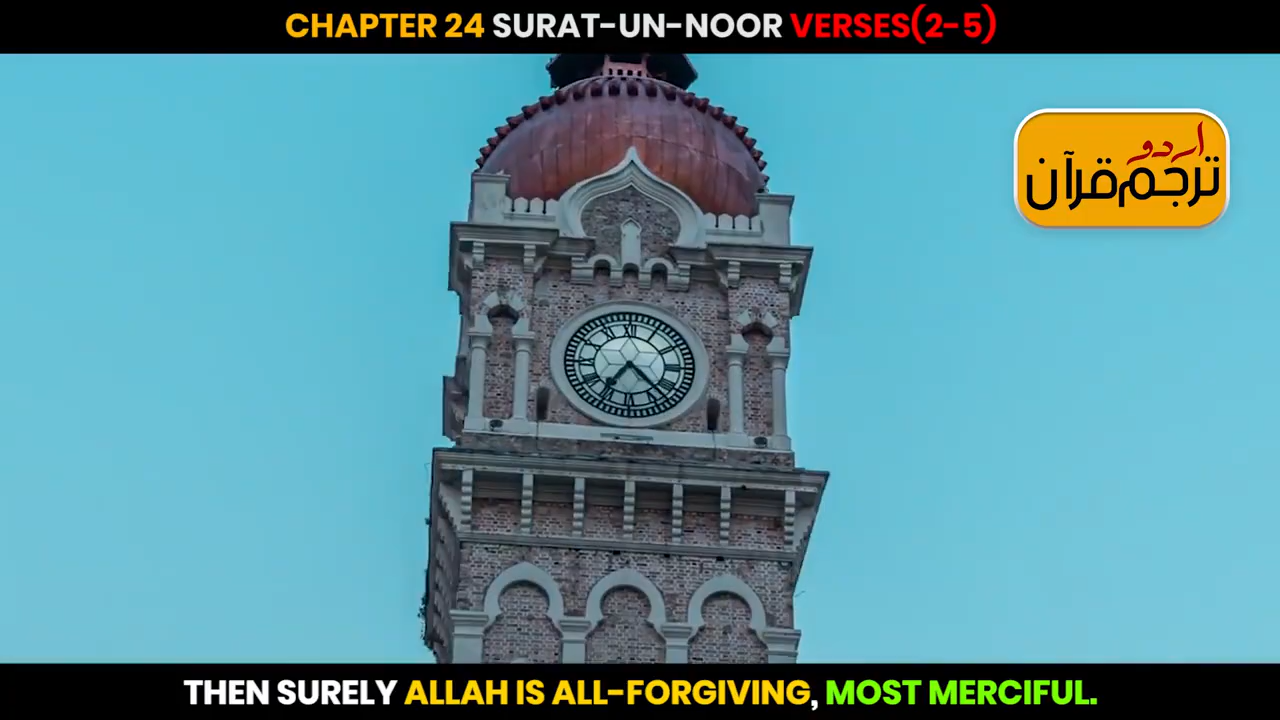 CHAPTER 24 SURAT-UN-NOOR VERSES(2-5)
اردو
ترجمہ قرآن
THEN SURELY ALLAH IS ALL-FORGIVING, MOST MERCIFUL.